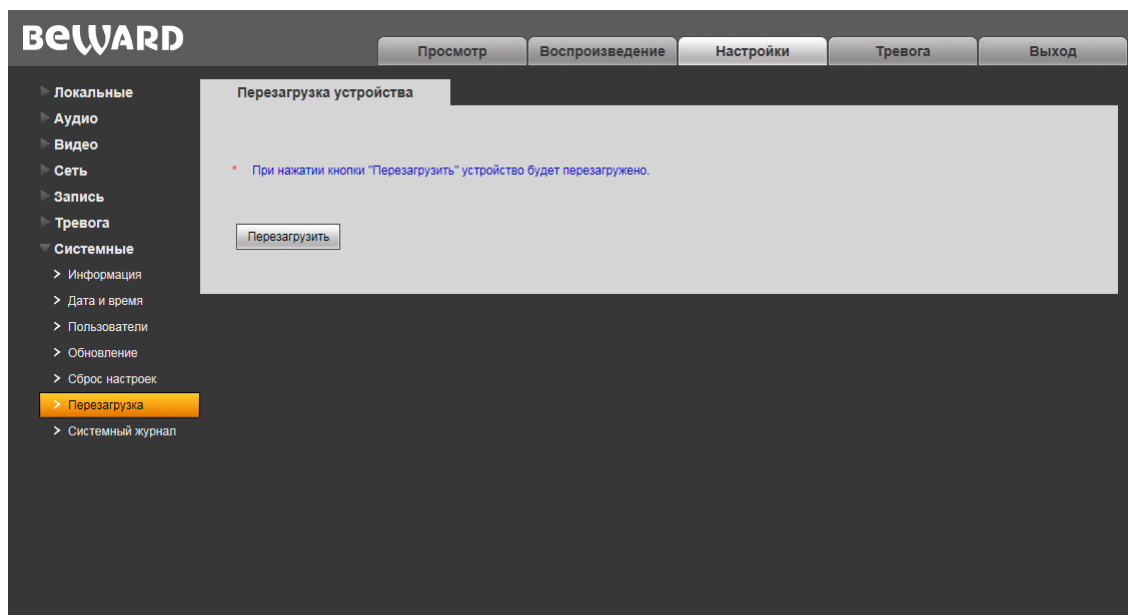 BEWARD
Просмотр
Воспроизведение
Настройки
Тревога
Выход
Локальные
Аудио
Видео
Сеть
Запись
Тревога
Системные
Информация
Дата и время
Пользователи
Обновление
Сброс настроек
Перезагрузка
Системный журнал
Перезагрузка устройства
* При нажатии кнопки "Перезагрузить" устройство будет перезагружено.
Перезагрузить